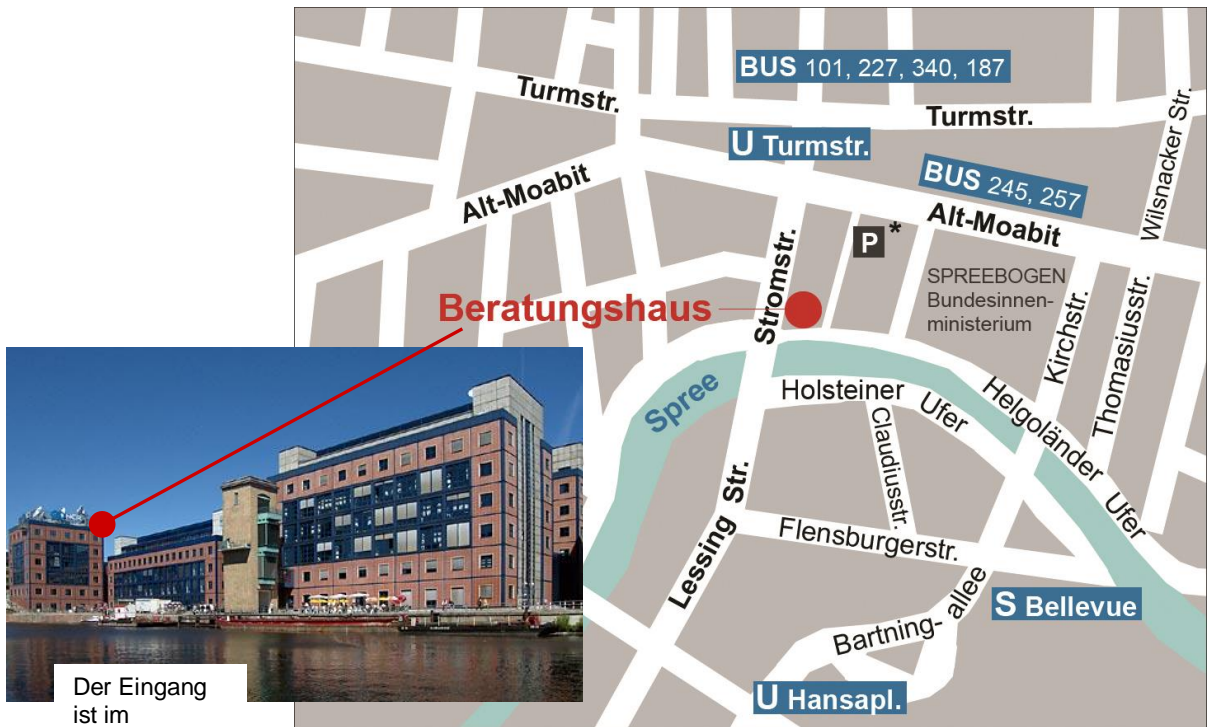 BUS 101, 227, 340, 187
Turmstr.
Turmstr.
U Turmstr.
Wilsnacker Str.
BUS 245, 257
Alt-Moabit
Alt-Moabit
P *
Stromstr.
SPREEBOGEN
Bundesinnen-
ministerium
Beratungshaus
Kirchstr.
Thomasiusstr.
Spree
Holsteiner
Ufer
Helgoländer
Ufer
Claudiusstr.
Lessing Str.
Flensburgerstr.
S Bellevue
Bartning-
allee
U Hansapl.
Der Eingang
ist im